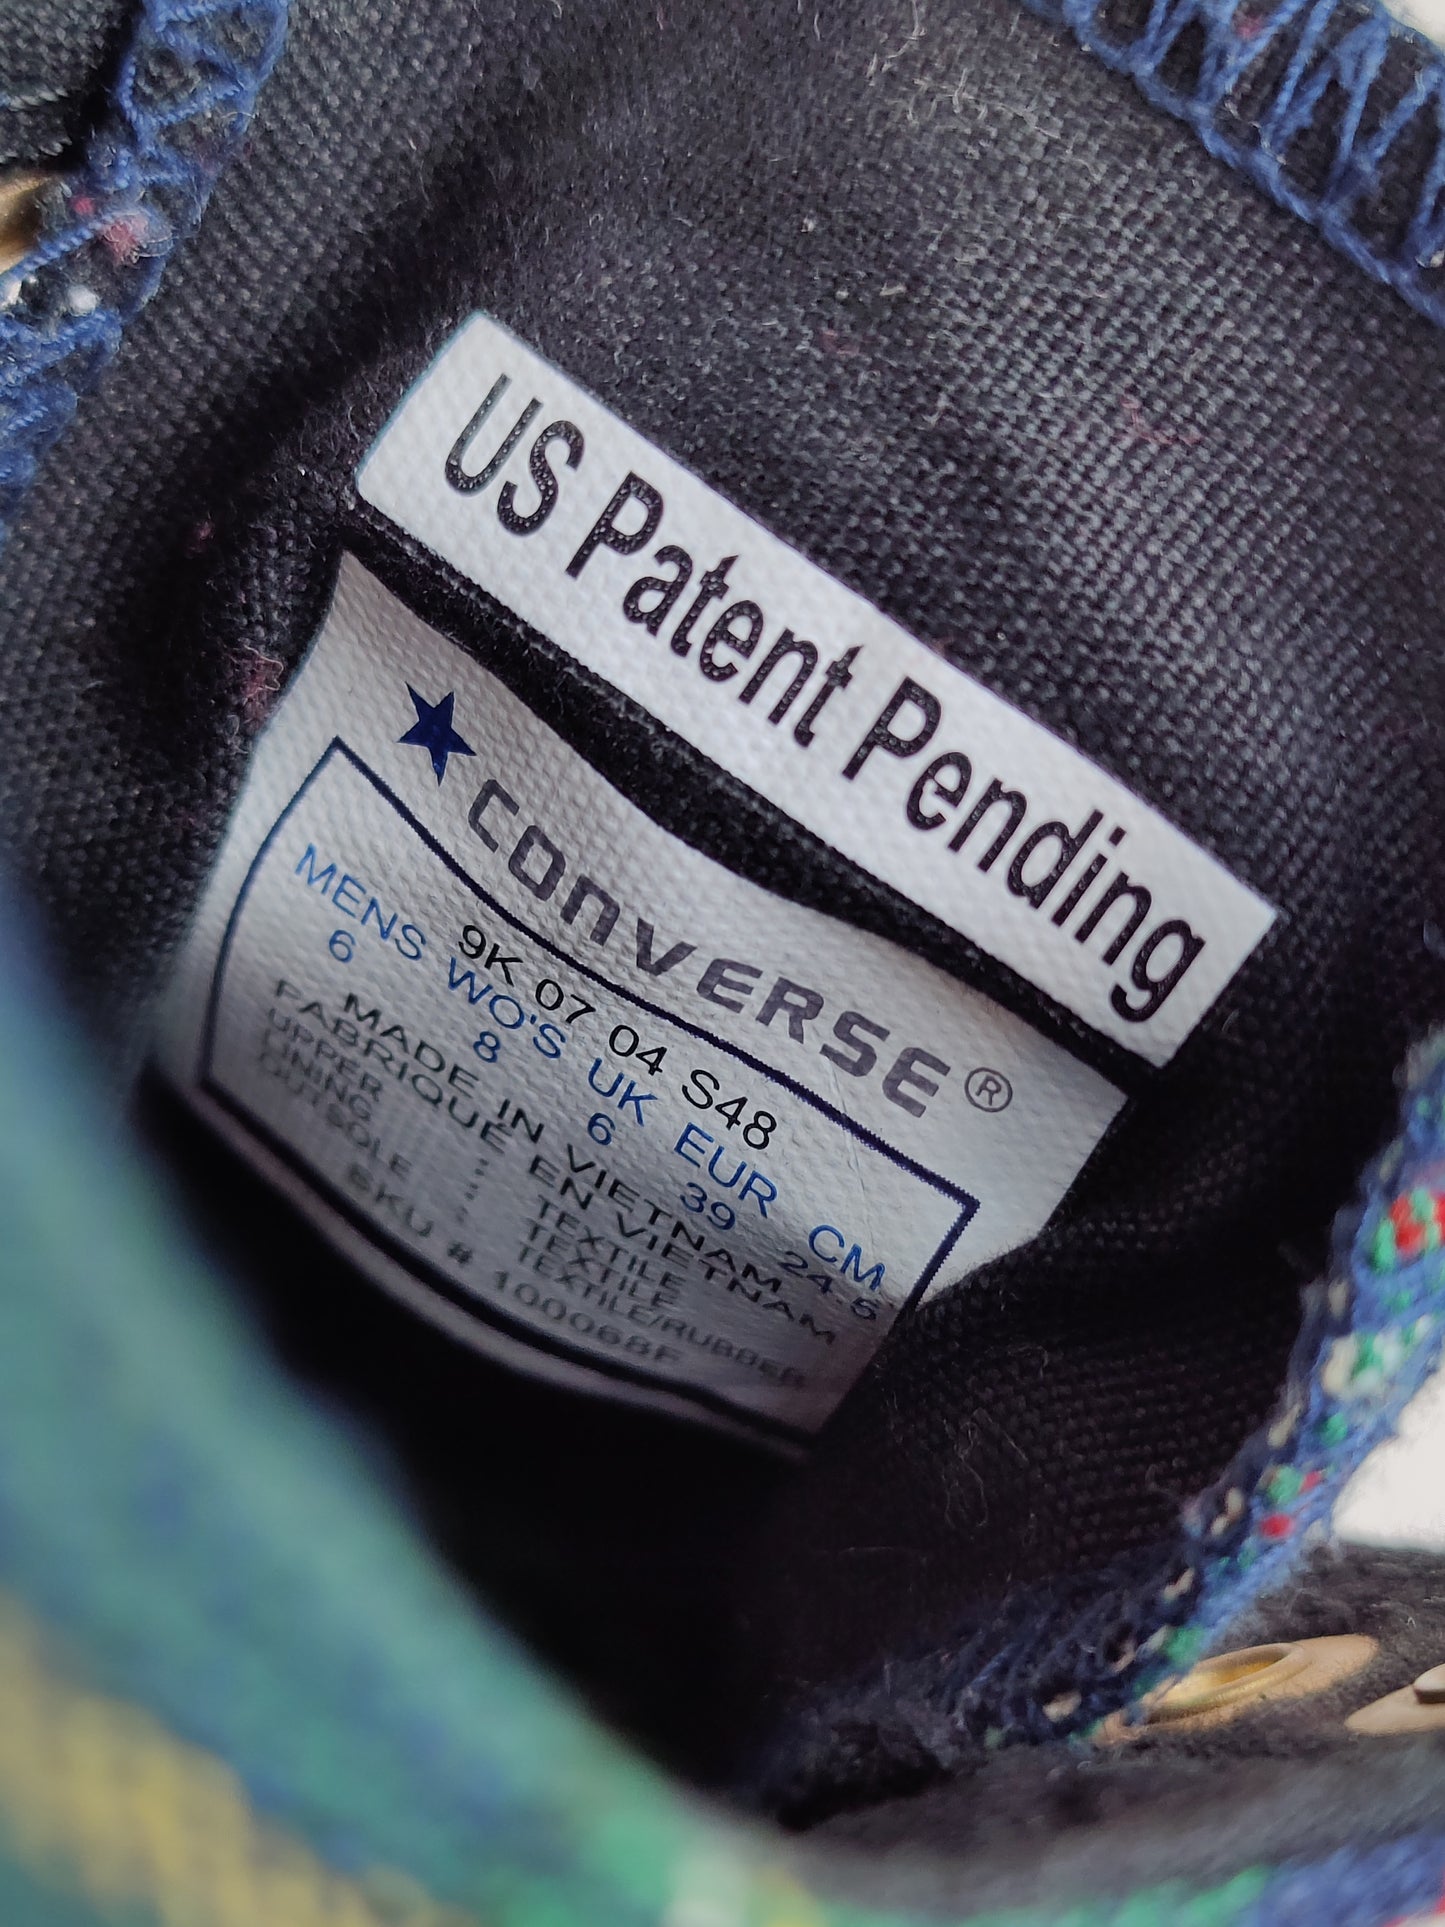 US Patent Pending
CONVERSE®
9K 07 04 S48
MENS WO'S UK EUR CM
6 8 6 39 24.5
MADE IN VIETNAM
FABRIQUE EN VIETNAM
UPPER : TEXTILE
LINING : TEXTILE
OUTSOLE : TEXTILE/RUBBER
SKU # 100068F